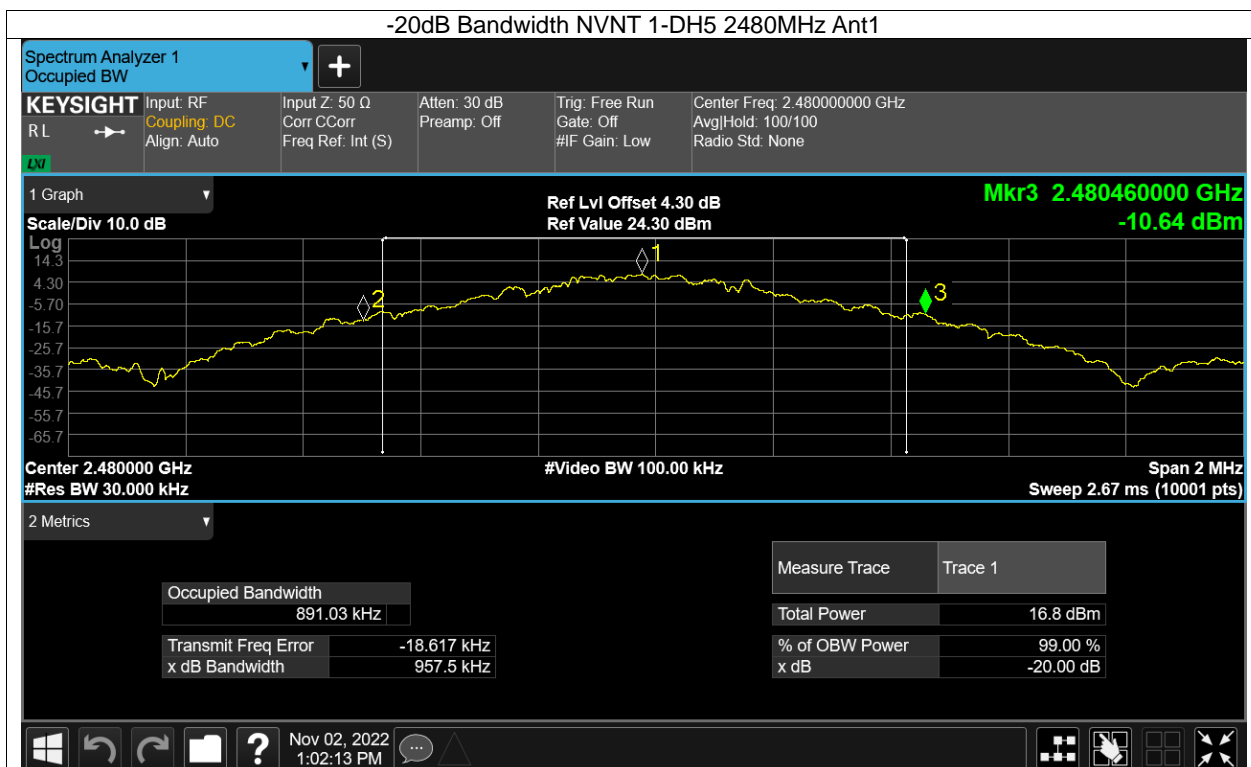 -20dB Bandwidth NVNT 1-DH5 2480MHz Ant1
Spectrum Analyzer 1
Occupied BW
KEYSIGHT
R L
LXI
Input: RF
Coupling: DC
Align: Auto
Input Z: 50 Ω
Corr CCorr
Freq Ref: Int (S)
Atten: 30 dB
Preamp: Off
Trig: Free Run
Gate: Off
#IF Gain: Low
Center Freq: 2.480000000 GHz
Avg|Hold: 100/100
Radio Std: None
1 Graph
Scale/Div 10.0 dB
Ref Lvl Offset 4.30 dB
Ref Value 24.30 dBm
Mkr3 2.480460000 GHz
-10.64 dBm
Log
14.3
4.30
-5.70
-15.7
-25.7
-35.7
-45.7
-55.7
-65.7
1
2
3
Center 2.480000 GHz
#Res BW 30.000 kHz
#Video BW 100.00 kHz
Span 2 MHz
Sweep 2.67 ms (10001 pts)
2 Metrics
Occupied Bandwidth
891.03 kHz
Transmit Freq Error -18.617 kHz
x dB Bandwidth 957.5 kHz
Measure Trace Trace 1
Total Power 16.8 dBm
% of OBW Power 99.00 %
x dB -20.00 dB
?
Nov 02, 2022
1:02:13 PM